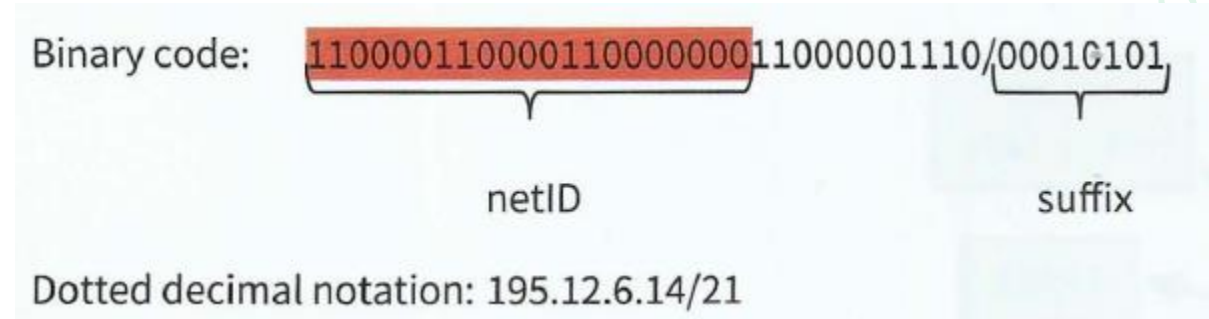 Binary code: 11000011000011000000011000001110/00010101
netID suffix
Dotted decimal notation: 195.12.6.14/21